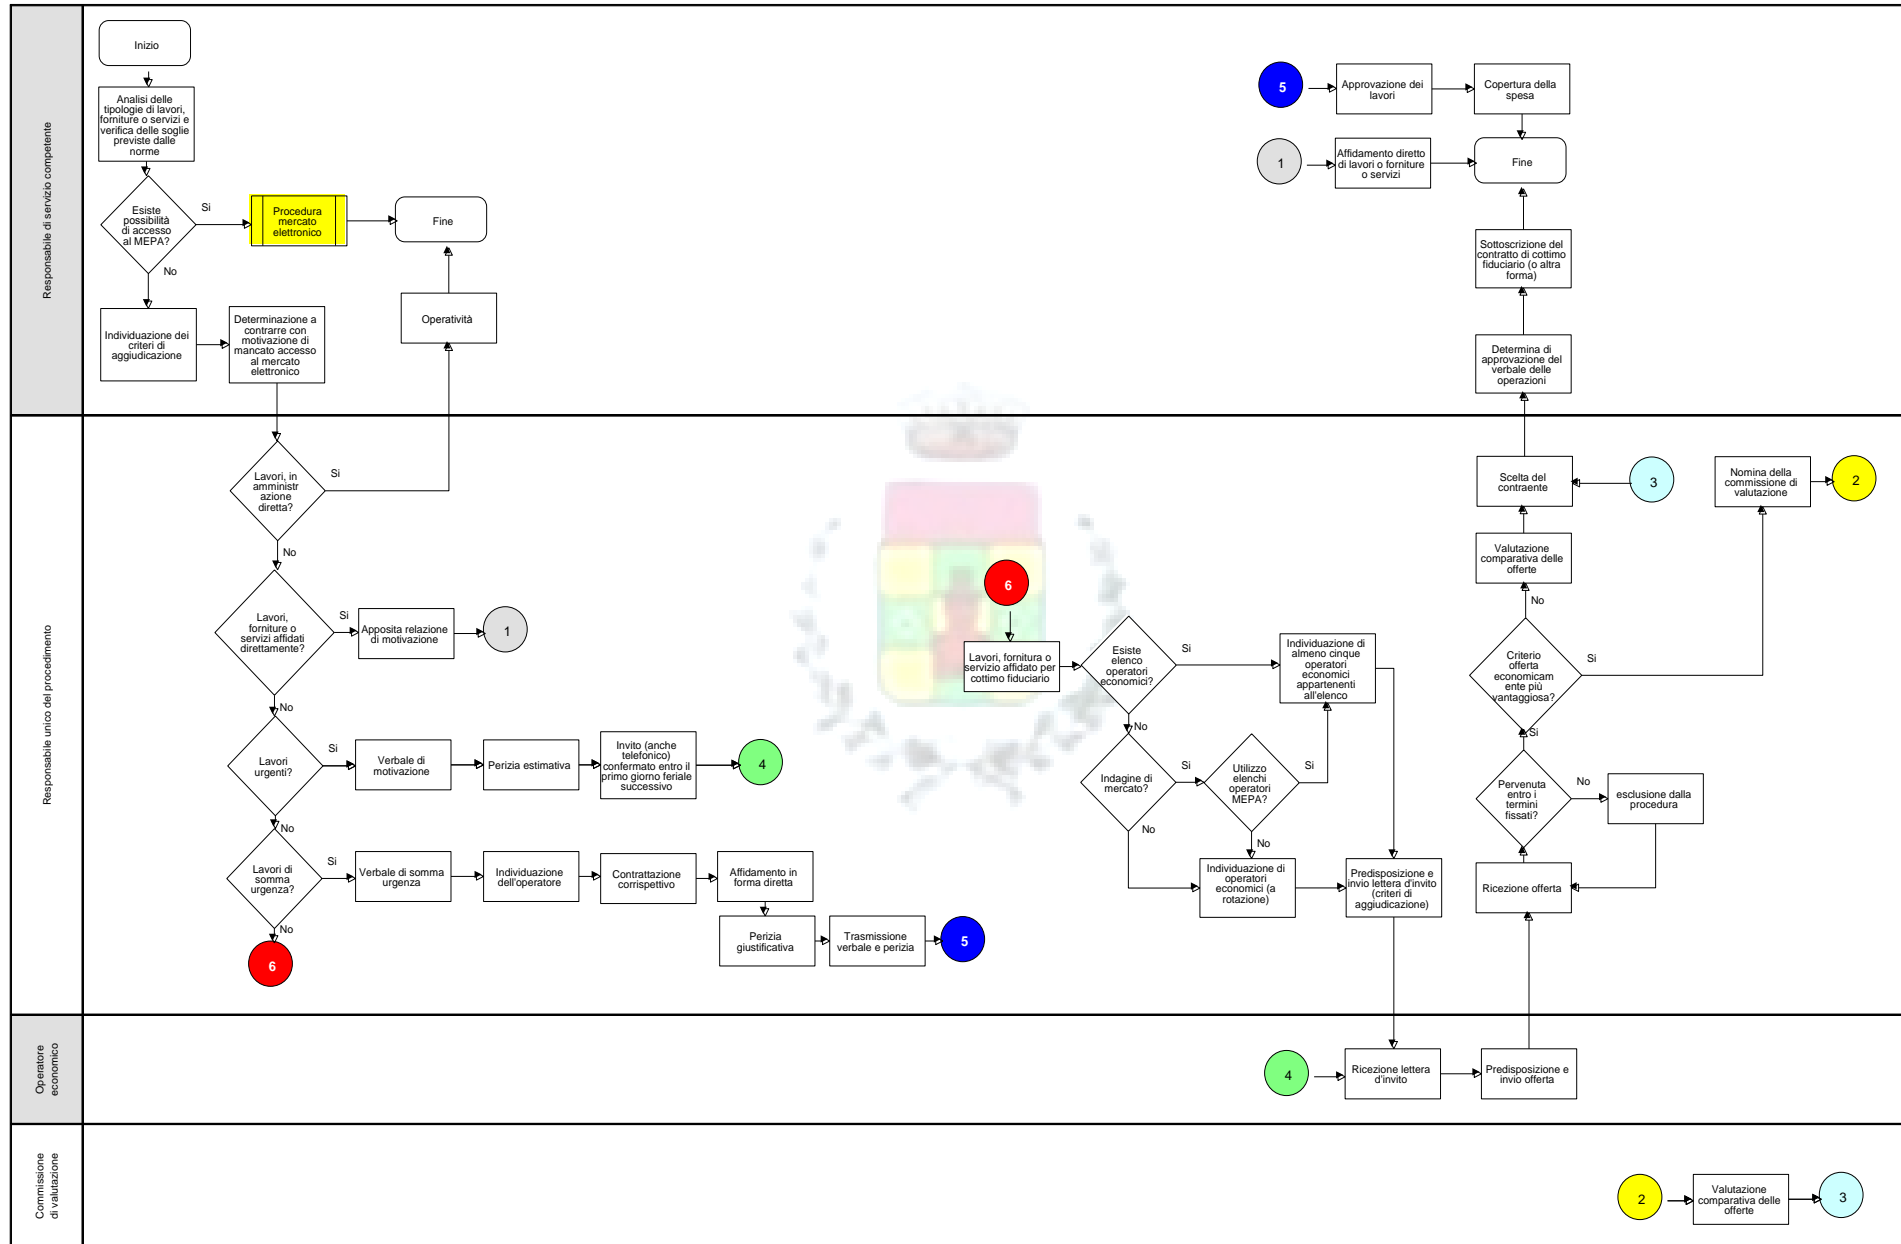 Responsabile di servizio competente
Inizio
Analisi delle
tipologie di lavori,
forniture o servizi e
verifica delle soglie
previste dalle
norme
Esiste
possibilità
di accesso
al MEPA?
Si
No
Procedura
mercato
elettronico
Fine
Individuazione dei
criteri di
aggiudicazione
Determinazione a
contrarre con
motivazione di
mancato accesso
al mercato
elettronico
Operatività
5
Approvazione dei
lavori
Copertura della
spesa
1
Affidamento diretto
di lavori o forniture
o servizi
Fine
Sottoscrizione del
contratto di cottimo
fiduciario (o altra
forma)
Determina di
approvazione del
verbale delle
operazioni
Responsabile unico del procedimento
Lavori, in
amministr
azione
diretta?
Si
No
Lavori,
forniture o
servizi affidati
direttamente?
Si
Apposita relazione
di motivazione
1
No
Lavori
urgenti?
Si
Verbale di
motivazione
Perizia estimativa
Invito (anche
telefonico)
confermato entro il
primo giorno feriale
successivo
4
No
Lavori di
somma
urgenza?
Si
Verbale di somma
urgenza
Individuazione
dell'operatore
Contrattazione
corrispettivo
Affidamento in
forma diretta
Perizia
giustificativa
Trasmissione
verbale e perizia
5
No
6
6
Lavori, fornitura o
servizio affidato per
cottimo fiduciario
Esiste
elenco
operatori
economici?
Si
Individuazione di
almeno cinque
operatori
economici
appartenenti
all'elenco
No
Indagine di
mercato?
Si
Utilizzo
elenchi
operatori
MEPA?
Si
No
No
Individuazione di
operatori
economici (a
rotazione)
Predisposizione e
invio lettera d'invito
(criteri di
aggiudicazione)
Scelta del
contraente
3
Nomina della
commissione di
valutazione
2
Valutazione
comparativa delle
offerte
No
Criterio
offerta
economicam
ente più
vantaggiosa?
Si
Si
Pervenuta
entro i
termini
fissati?
No
esclusione dalla
procedura
Ricezione offerta
Operatore
economico
4
Ricezione lettera
d'invito
Predisposizione e
invio offerta
Commissione
di valutazione
2
Valutazione
comparativa delle
offerte
3